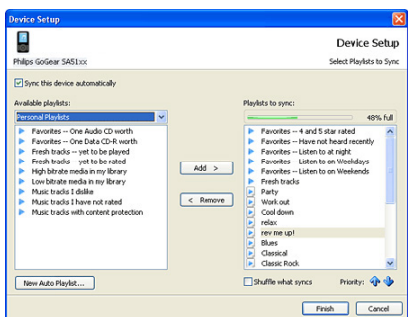 Device Setup
Device Setup
Philips GoGear SA51xx
Select Playlists to Sync
Sync this device automatically
Available playlists:
Personal Playlists
Favorites -- One Audio CD worth
Favorites -- One Data CD-R worth
Fresh tracks -- yet to be played
Fresh tracks -- yet to be rated
High bitrate media in my library
Low bitrate media in my library
Music tracks I dislike
Music tracks I have not rated
Music tracks with content protection
New Auto Playlist...
Add >
< Remove
Playlists to sync:
48% full
Favorites -- 4 and 5 star rated
Favorites -- Have not heard recently
Favorites -- Listen to at night
Favorites -- Listen to on Weekdays
Favorites -- Listen to on Weekends
Fresh tracks
Party
Work out
Cool down
relax
rev me up!
Blues
Classical
Classic Rock
Shuffle what syncs
Priority:
Finish
Cancel